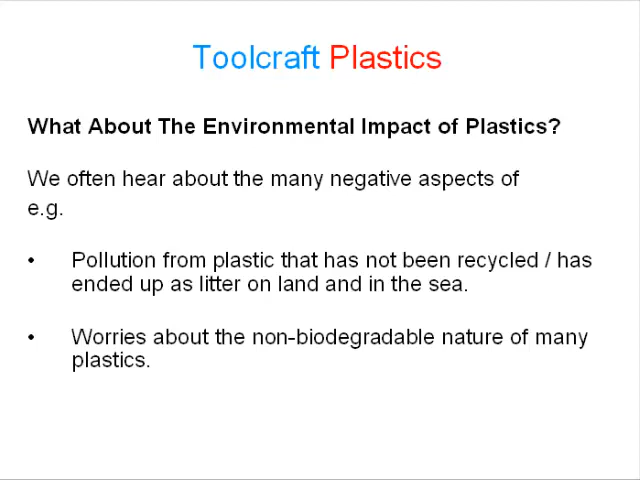 Toolcraft Plastics
What About The Environmental Impact of Plastics?
We often hear about the many negative aspects of
e.g.
• Pollution from plastic that has not been recycled / has
ended up as litter on land and in the sea.
• Worries about the non-biodegradable nature of many
plastics.